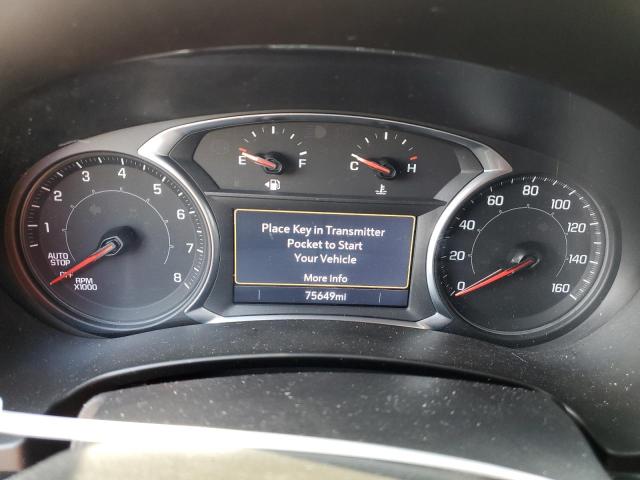 E F
C H
1 2 3 4 5 6 7 8
AUTO
STOP
OFF
RPM
X1000
Place Key in Transmitter
Pocket to Start
Your Vehicle
More Info
75649mi
0 20 40 60 80 100 120 140 160